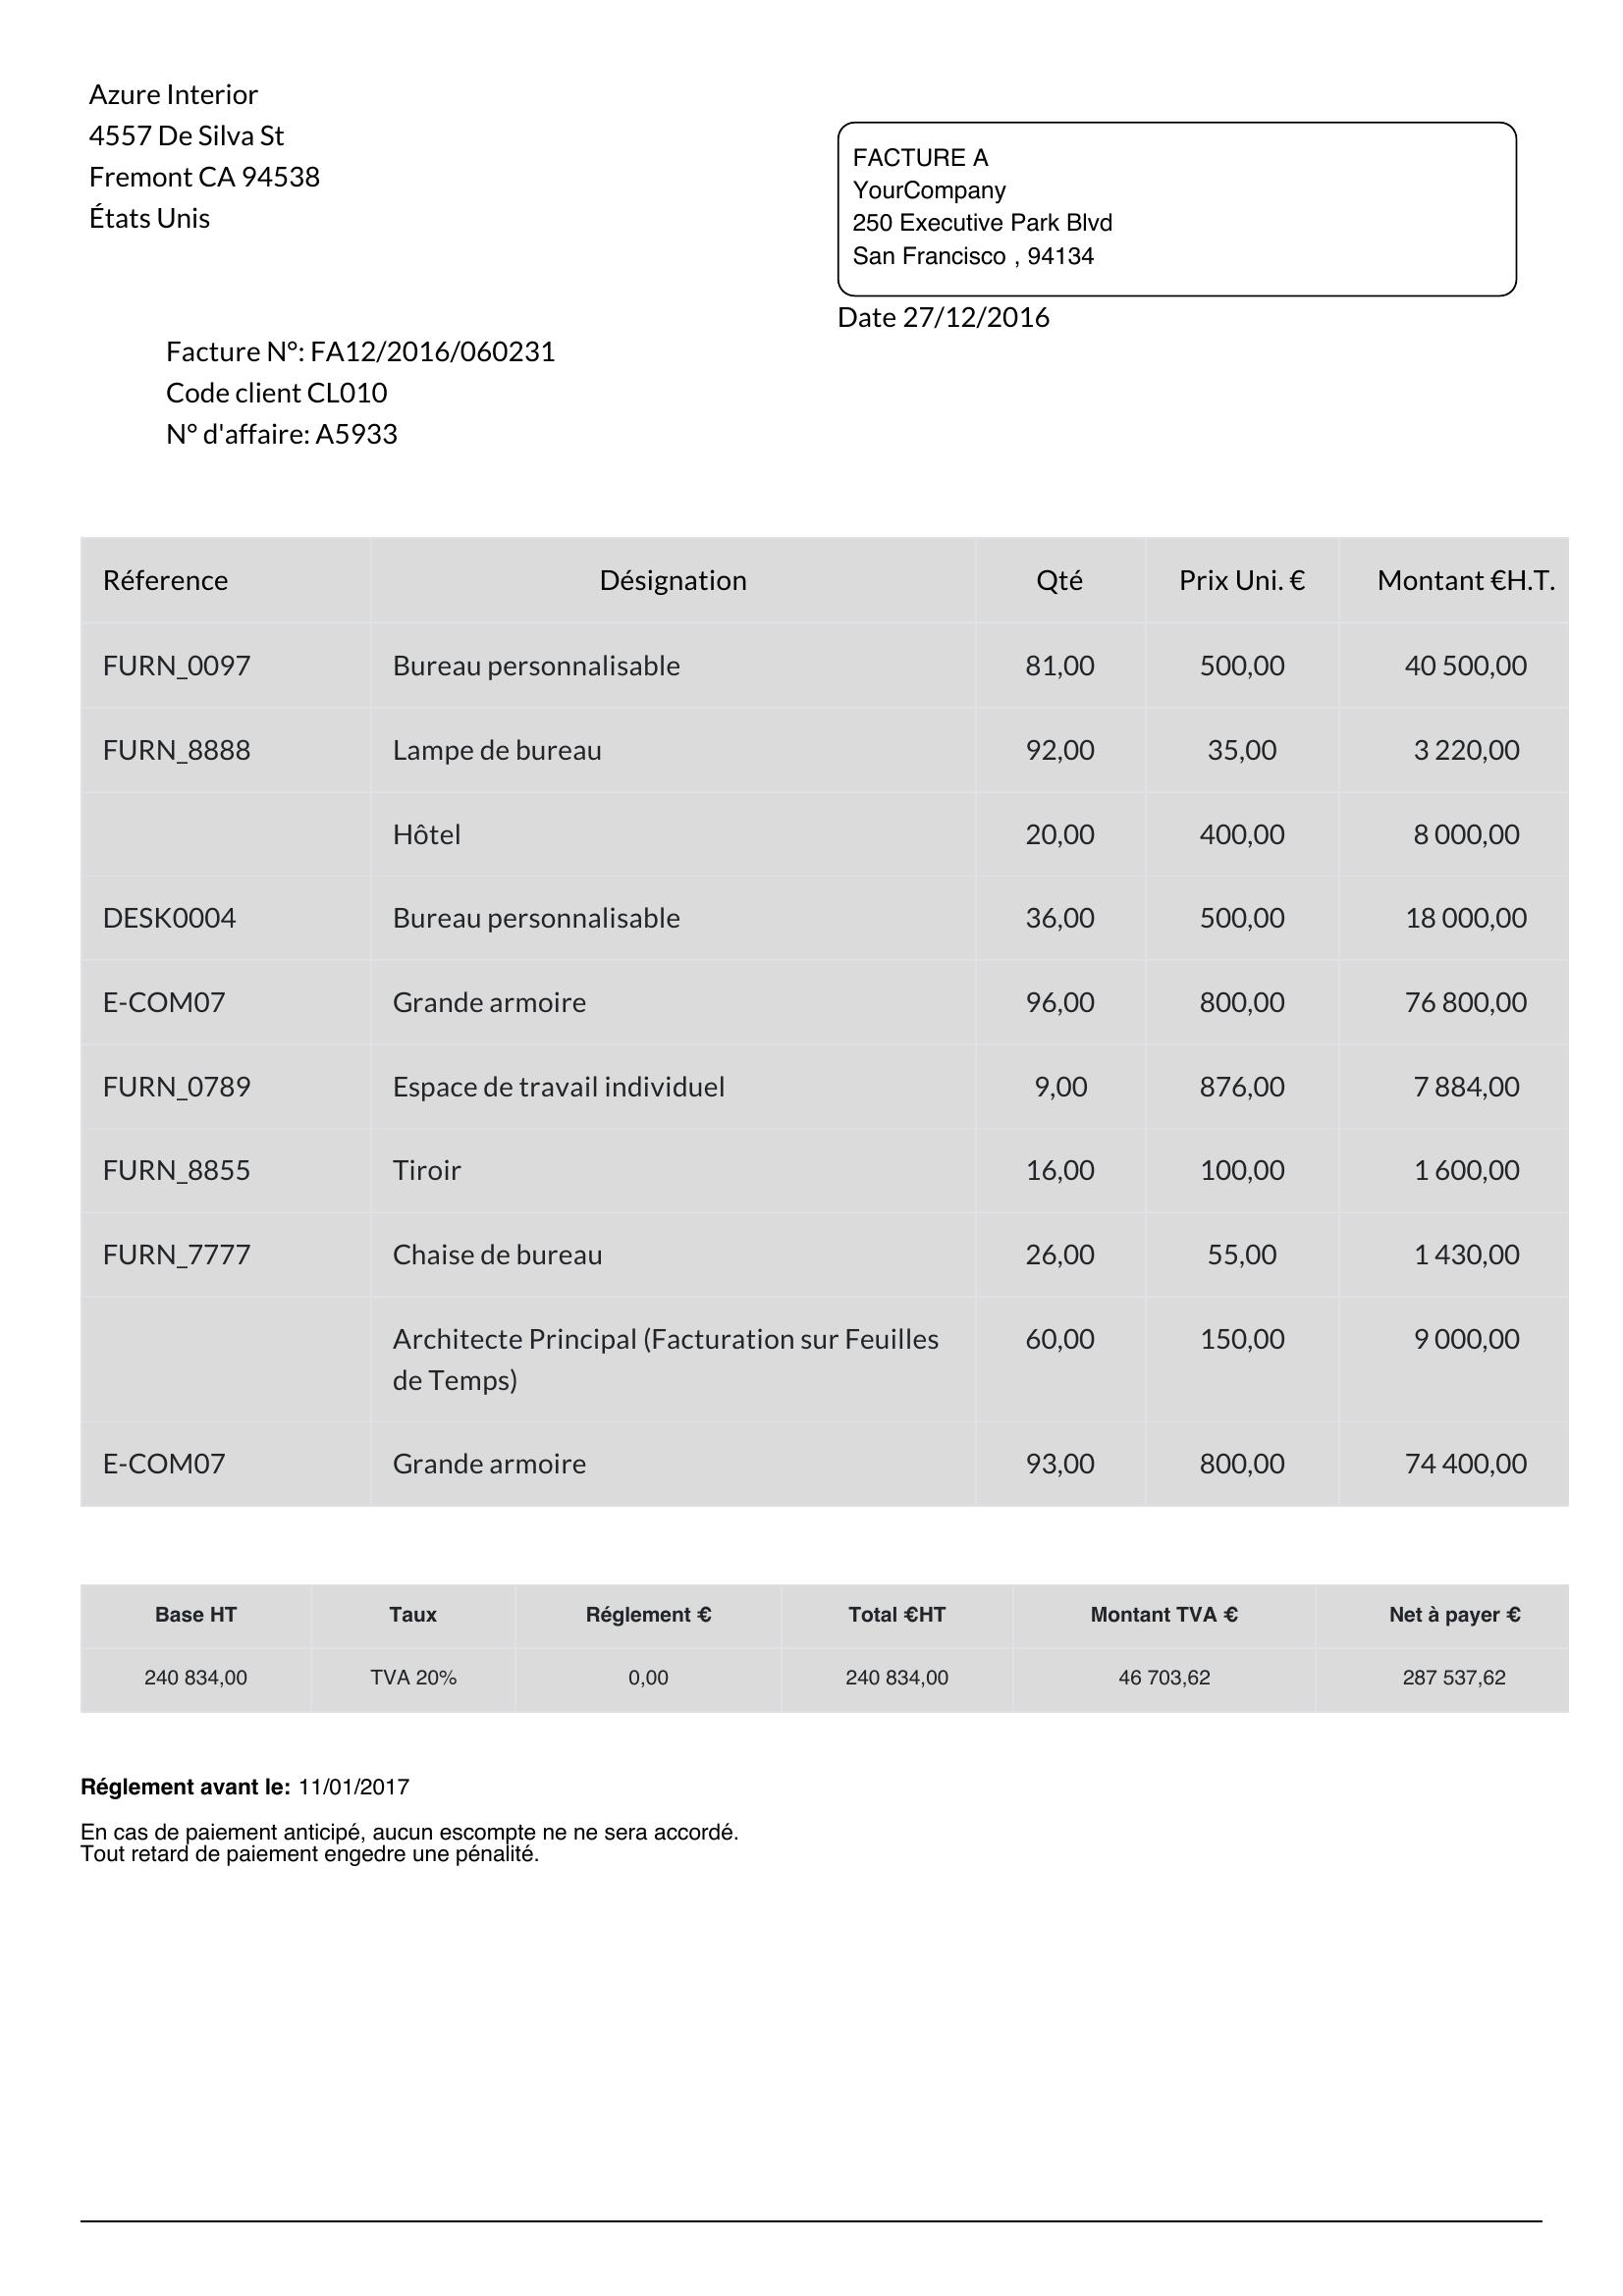 Azure Interior
4557 De Silva St
Fremont CA 94538
États Unis
FACTURE A
YourCompany
250 Executive Park Blvd
San Francisco , 94134
Date 27/12/2016
Facture N°: FA12/2016/060231
Code client CL010
N° d'affaire: A5933
Réference Désignation Qté Prix Uni. € Montant €H.T.
FURN_0097 Bureau personnalisable 81,00 500,00 40 500,00
FURN_8888 Lampe de bureau 92,00 35,00 3 220,00
Hôtel 20,00 400,00 8 000,00
DESK0004 Bureau personnalisable 36,00 500,00 18 000,00
E-COM07 Grande armoire 96,00 800,00 76 800,00
FURN_0789 Espace de travail individuel 9,00 876,00 7 884,00
FURN_8855 Tiroir 16,00 100,00 1 600,00
FURN_7777 Chaise de bureau 26,00 55,00 1 430,00
Architecte Principal (Facturation sur Feuilles 60,00 150,00 9 000,00
de Temps)
E-COM07 Grande armoire 93,00 800,00 74 400,00
Base HT Taux Réglement € Total €HT Montant TVA € Net à payer €
240 834,00 TVA 20% 0,00 240 834,00 46 703,62 287 537,62
Réglement avant le: 11/01/2017
En cas de paiement anticipé, aucun escompte ne ne sera accordé.
Tout retard de paiement engedre une pénalité.